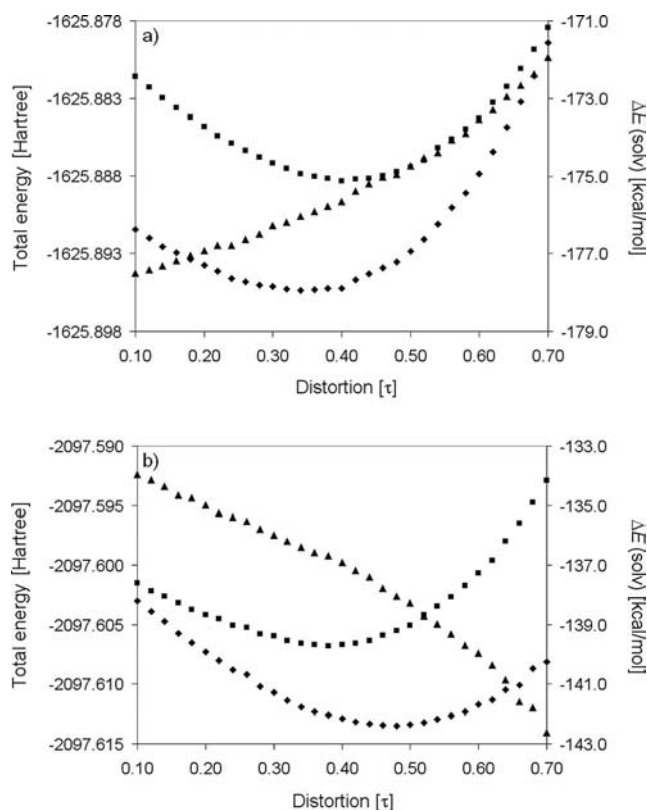 a)
Total energy [Hartree]
-1625.878
-1625.883
-1625.888
-1625.893
-1625.898
-171.0
-173.0
-175.0
-177.0
-179.0
ΔE (solv) [kcal/mol]
0.10 0.20 0.30 0.40 0.50 0.60 0.70
Distortion [τ]
b)
Total energy [Hartree]
-2097.590
-2097.595
-2097.600
-2097.605
-2097.610
-2097.615
-133.0
-135.0
-137.0
-139.0
-141.0
-143.0
ΔE (solv) [kcal/mol]
0.10 0.20 0.30 0.40 0.50 0.60 0.70
Distortion [τ]